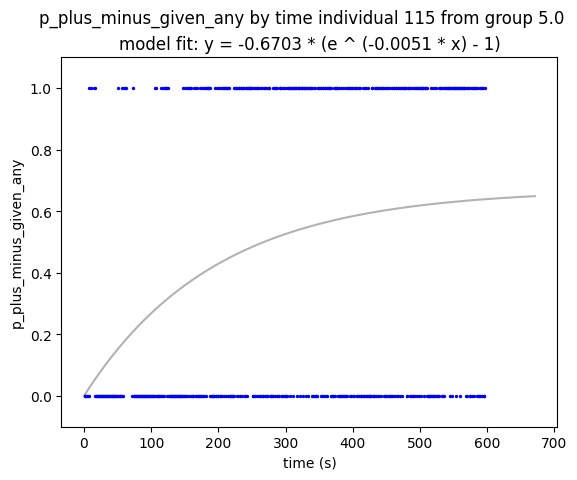 p_plus_minus_given_any by time individual 115 from group 5.0
model fit: y = -0.6703 * (e ^ (-0.0051 * x) - 1)
p_plus_minus_given_any
1.0
0.8
0.6
0.4
0.2
0.0
0 100 200 300 400 500 600 700
time (s)